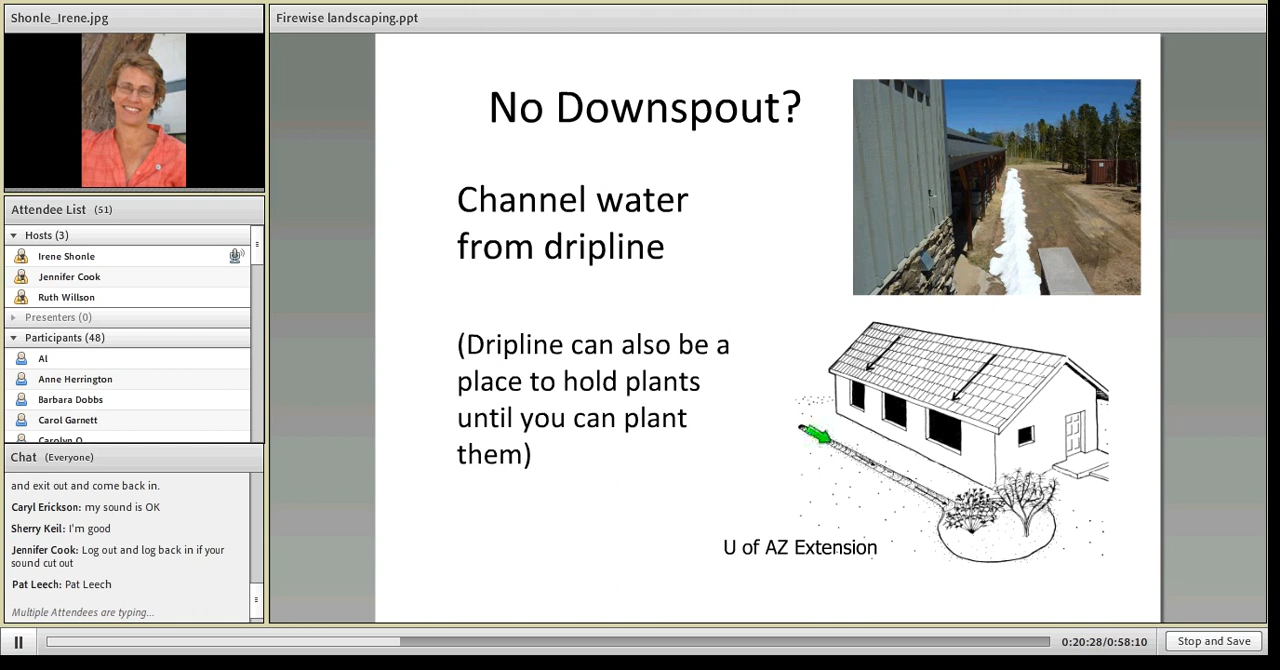 Shonle_Irene.jpg
Attendee List (51)
Hosts (3)
Irene Shonle
Jennifer Cook
Ruth Willson
Presenters (0)
Participants (48)
Al
Anne Herrington
Barbara Dobbs
Carol Garnett
Carolyn O
Chat (Everyone)
and exit out and come back in.
Caryl Erickson: my sound is OK
Sherry Keil: I'm good
Jennifer Cook: Log out and log back in if your
sound cut out
Pat Leech: Pat Leech
Multiple Attendees are typing...
Firewise landscaping.ppt
No Downspout?
Channel water
from dripline
(Dripline can also be a
place to hold plants
until you can plant
them)
U of AZ Extension
0:20:28/0:58:10
Stop and Save